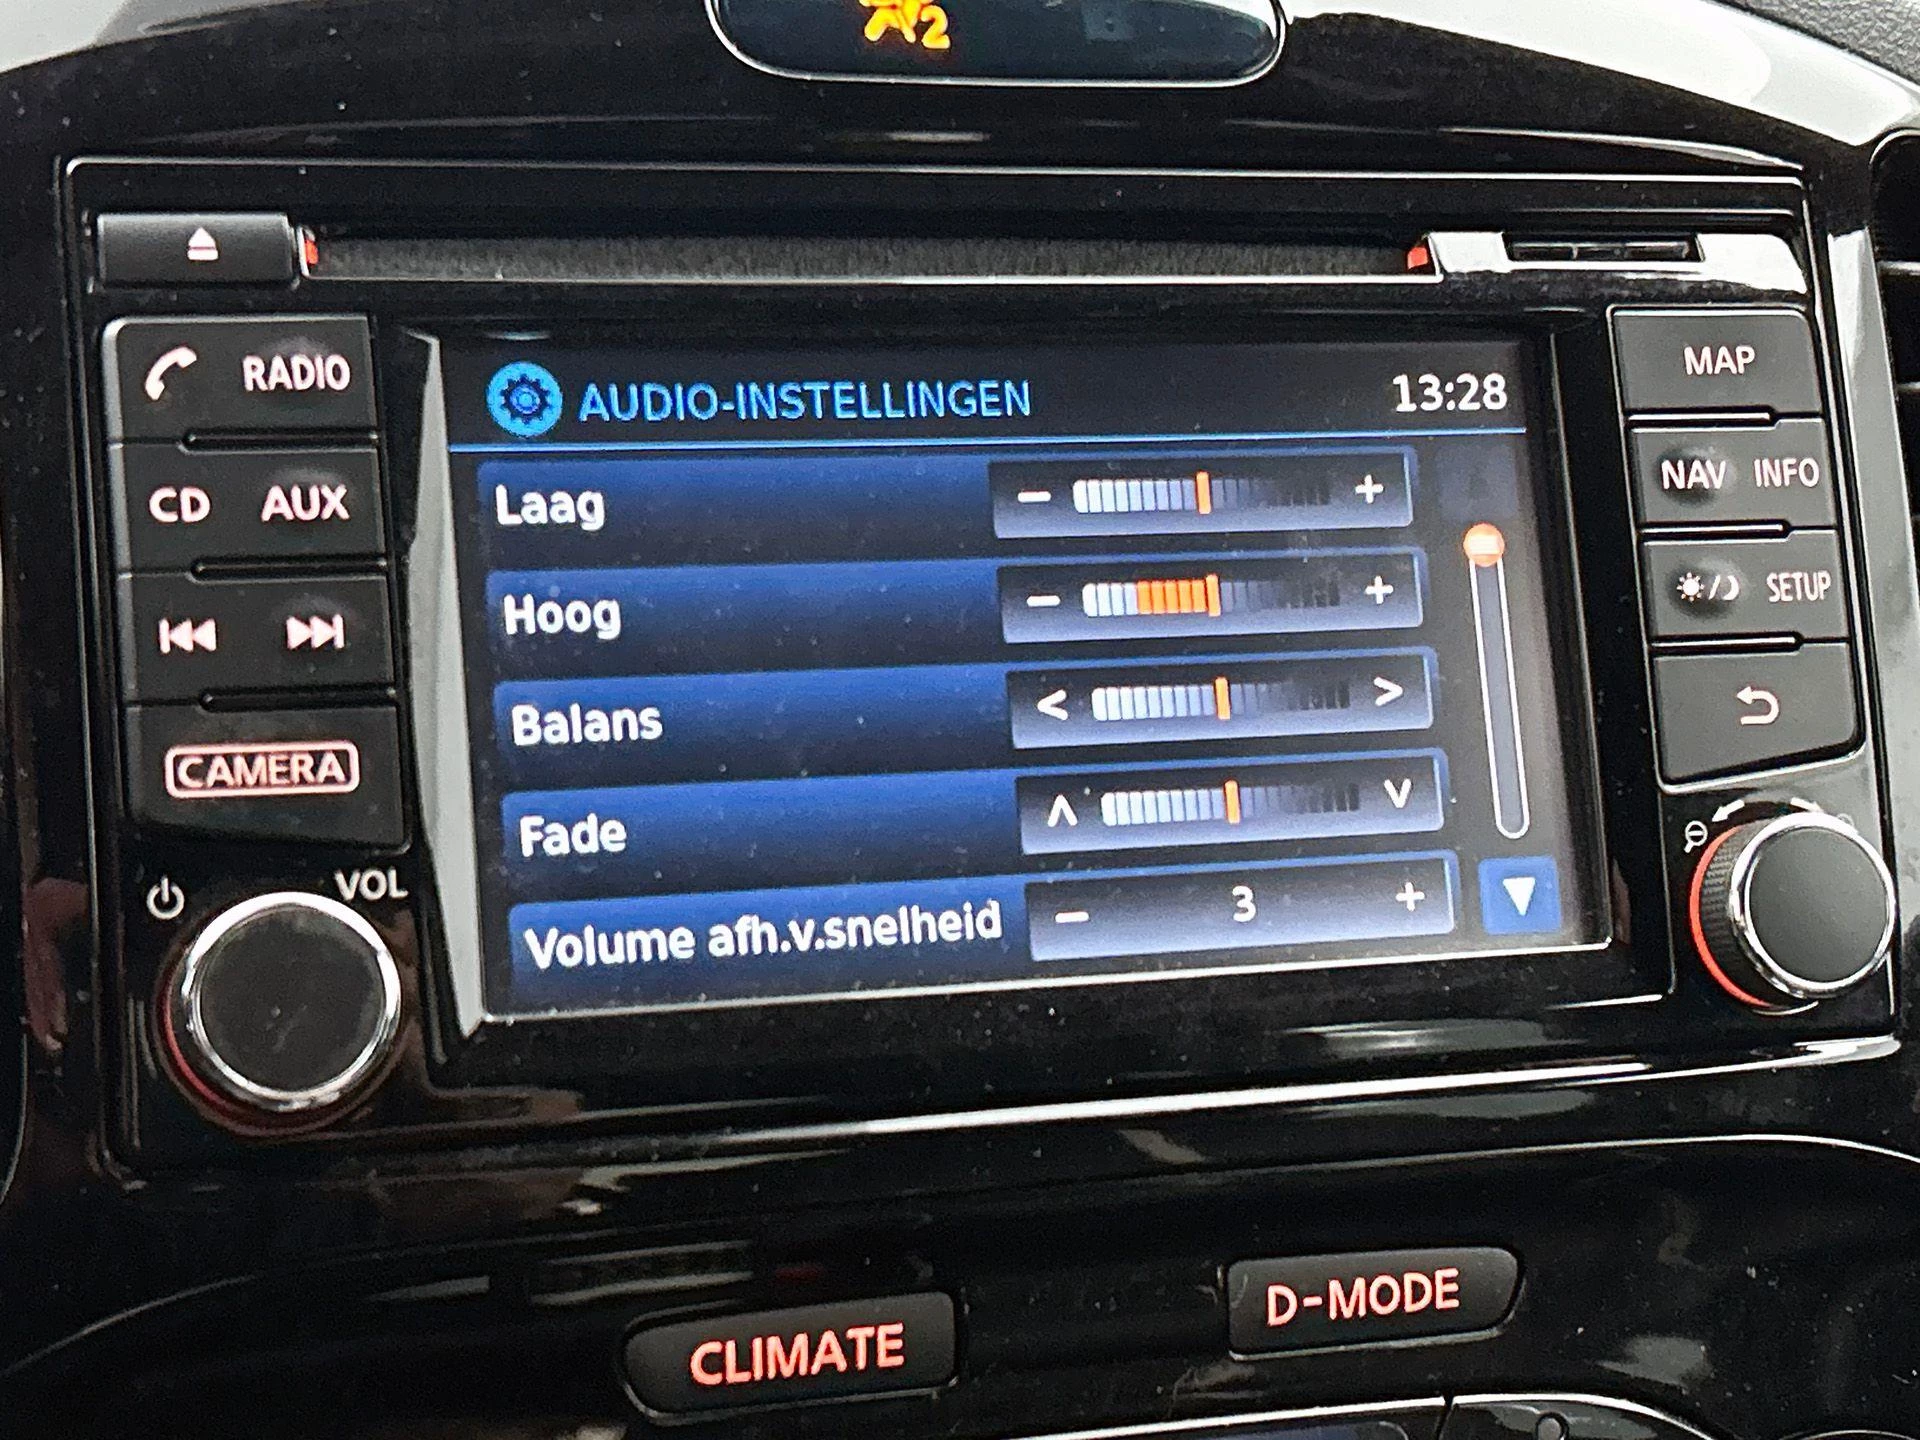 2
RADIO
CD AUX
CAMERA
VOL
AUDIO-INSTELLINGEN 13:28
Laag - +
Hoog - +
Balans < >
Fade
Volume afh.v.snelheid - 3 +
MAP
NAV INFO
SETUP
CLIMATE
D-MODE